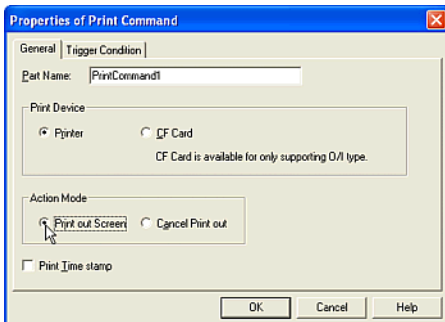 Properties of Print Command
General Trigger Condition
Part Name: PrintCommand1
Print Device
Printer CF Card
CF Card is available for only supporting O/I type.
Action Mode
Print out Screen Cancel Print out
Print Time stamp
OK Cancel Help